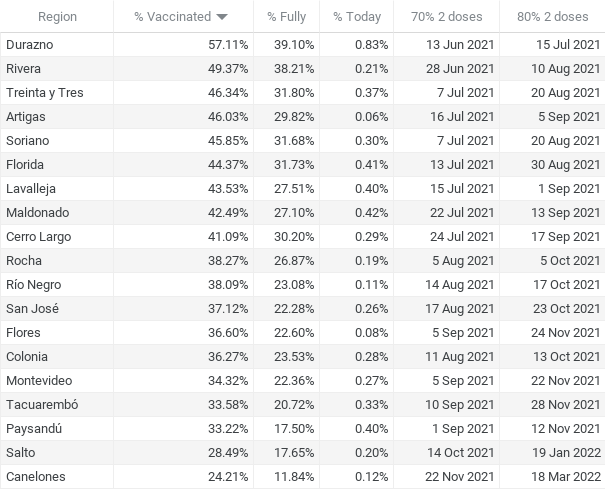 Region % Vaccinated % Fully % Today 70% 2 doses 80% 2 doses
Durazno 57.11% 39.10% 0.83% 13 Jun 2021 15 Jul 2021
Rivera 49.37% 38.21% 0.21% 28 Jun 2021 10 Aug 2021
Treinta y Tres 46.34% 31.80% 0.37% 7 Jul 2021 20 Aug 2021
Artigas 46.03% 29.82% 0.06% 16 Jul 2021 5 Sep 2021
Soriano 45.85% 31.68% 0.30% 7 Jul 2021 20 Aug 2021
Florida 44.37% 31.73% 0.41% 13 Jul 2021 30 Aug 2021
Lavalleja 43.53% 27.51% 0.40% 15 Jul 2021 1 Sep 2021
Maldonado 42.49% 27.10% 0.42% 22 Jul 2021 13 Sep 2021
Cerro Largo 41.09% 30.20% 0.29% 24 Jul 2021 17 Sep 2021
Rocha 38.27% 26.87% 0.19% 5 Aug 2021 5 Oct 2021
Río Negro 38.09% 23.08% 0.11% 14 Aug 2021 17 Oct 2021
San José 37.12% 22.28% 0.26% 17 Aug 2021 23 Oct 2021
Flores 36.60% 22.60% 0.08% 5 Sep 2021 24 Nov 2021
Colonia 36.27% 23.53% 0.28% 11 Aug 2021 13 Oct 2021
Montevideo 34.32% 22.36% 0.27% 5 Sep 2021 22 Nov 2021
Tacuarembó 33.58% 20.72% 0.33% 10 Sep 2021 28 Nov 2021
Paysandú 33.22% 17.50% 0.40% 1 Sep 2021 12 Nov 2021
Salto 28.49% 17.65% 0.20% 14 Oct 2021 19 Jan 2022
Canelones 24.21% 11.84% 0.12% 22 Nov 2021 18 Mar 2022